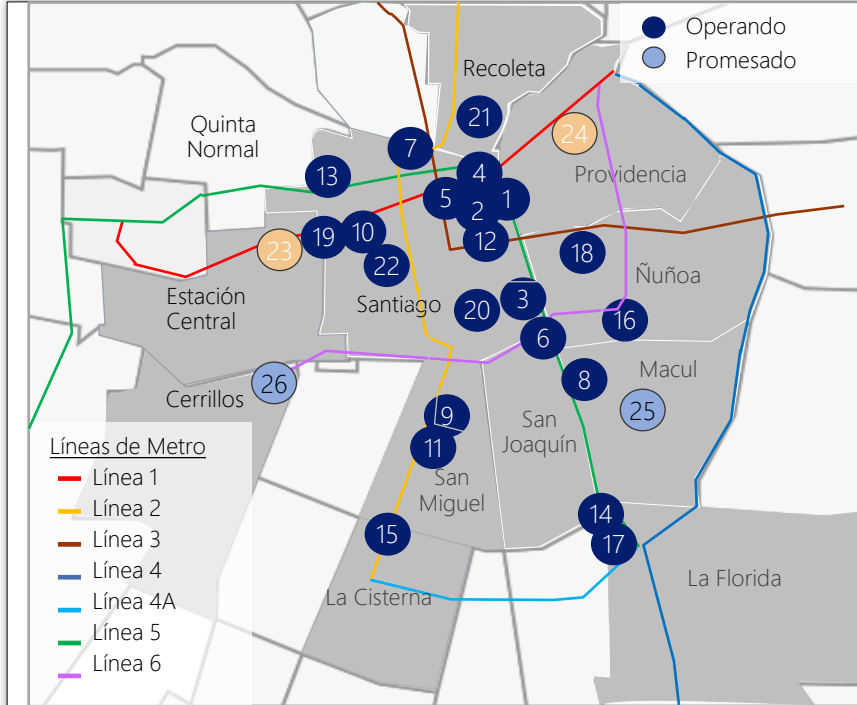 Operando
Promesado
Recoleta
21
24
Quinta
Normal
7
13
4
Providencia
5
1
2
19
10
12
23
18
22
Ñuñoa
Estación
Central
Santiago
20
3
16
6
Macul
Cerrillos
26
8
25
9
San
Joaquín
11
San
Miguel
Líneas de Metro
Línea 1
Línea 2
Línea 3
Línea 4
Línea 4A
Línea 5
Línea 6
14
15
17
La Florida
La Cisterna